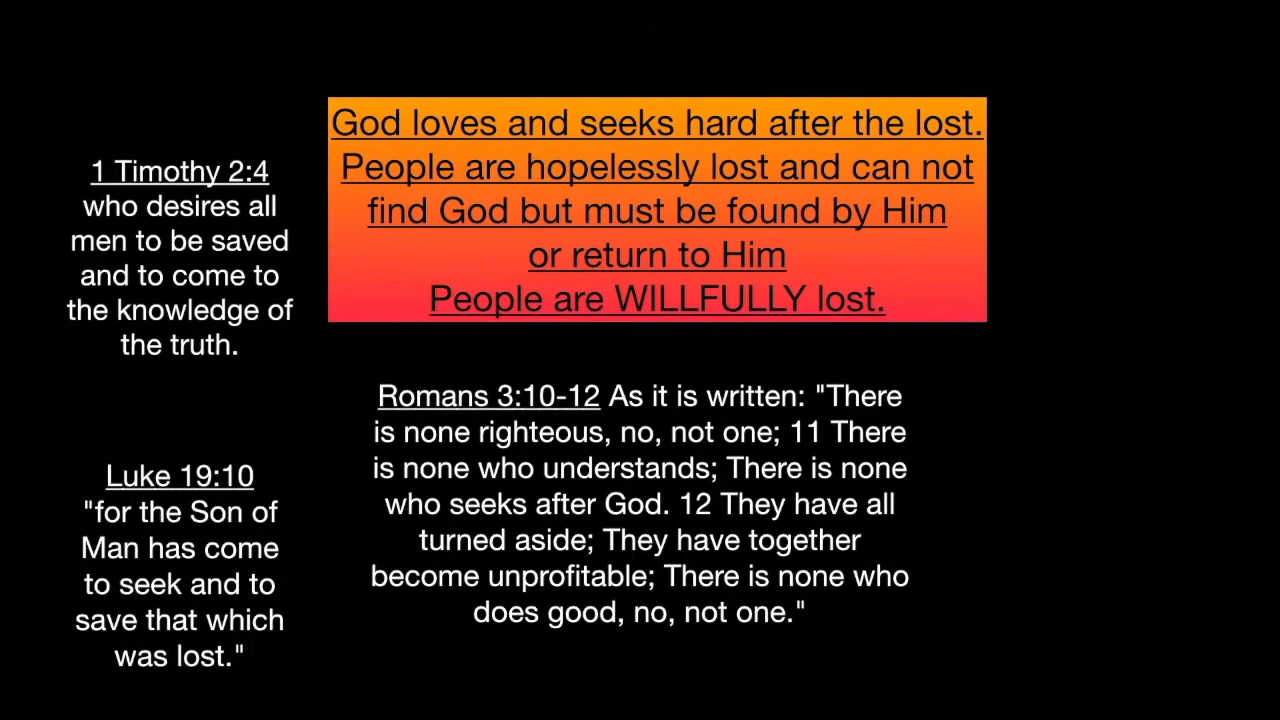 God loves and seeks hard after the lost.
People are hopelessly lost and can not
find God but must be found by Him
or return to Him
People are WILLFULLY lost.
1 Timothy 2:4
who desires all
men to be saved
and to come to
the knowledge of
the truth.
Romans 3:10-12 As it is written: "There
is none righteous, no, not one; 11 There
is none who understands; There is none
who seeks after God. 12 They have all
turned aside; They have together
become unprofitable; There is none who
does good, no, not one."
Luke 19:10
"for the Son of
Man has come
to seek and to
save that which
was lost."